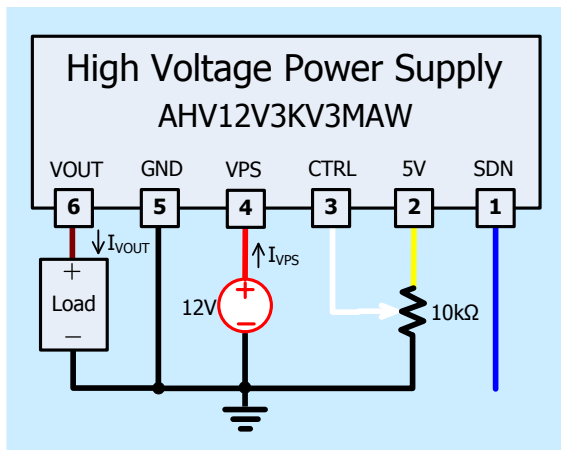 High Voltage Power Supply
AHV12V3KV3MAW
VOUT GND VPS CTRL 5V SDN
6 5 4 3 2 1
↓IVOUT ↑IVPS
+ +
Load 12V 10kΩ
− −